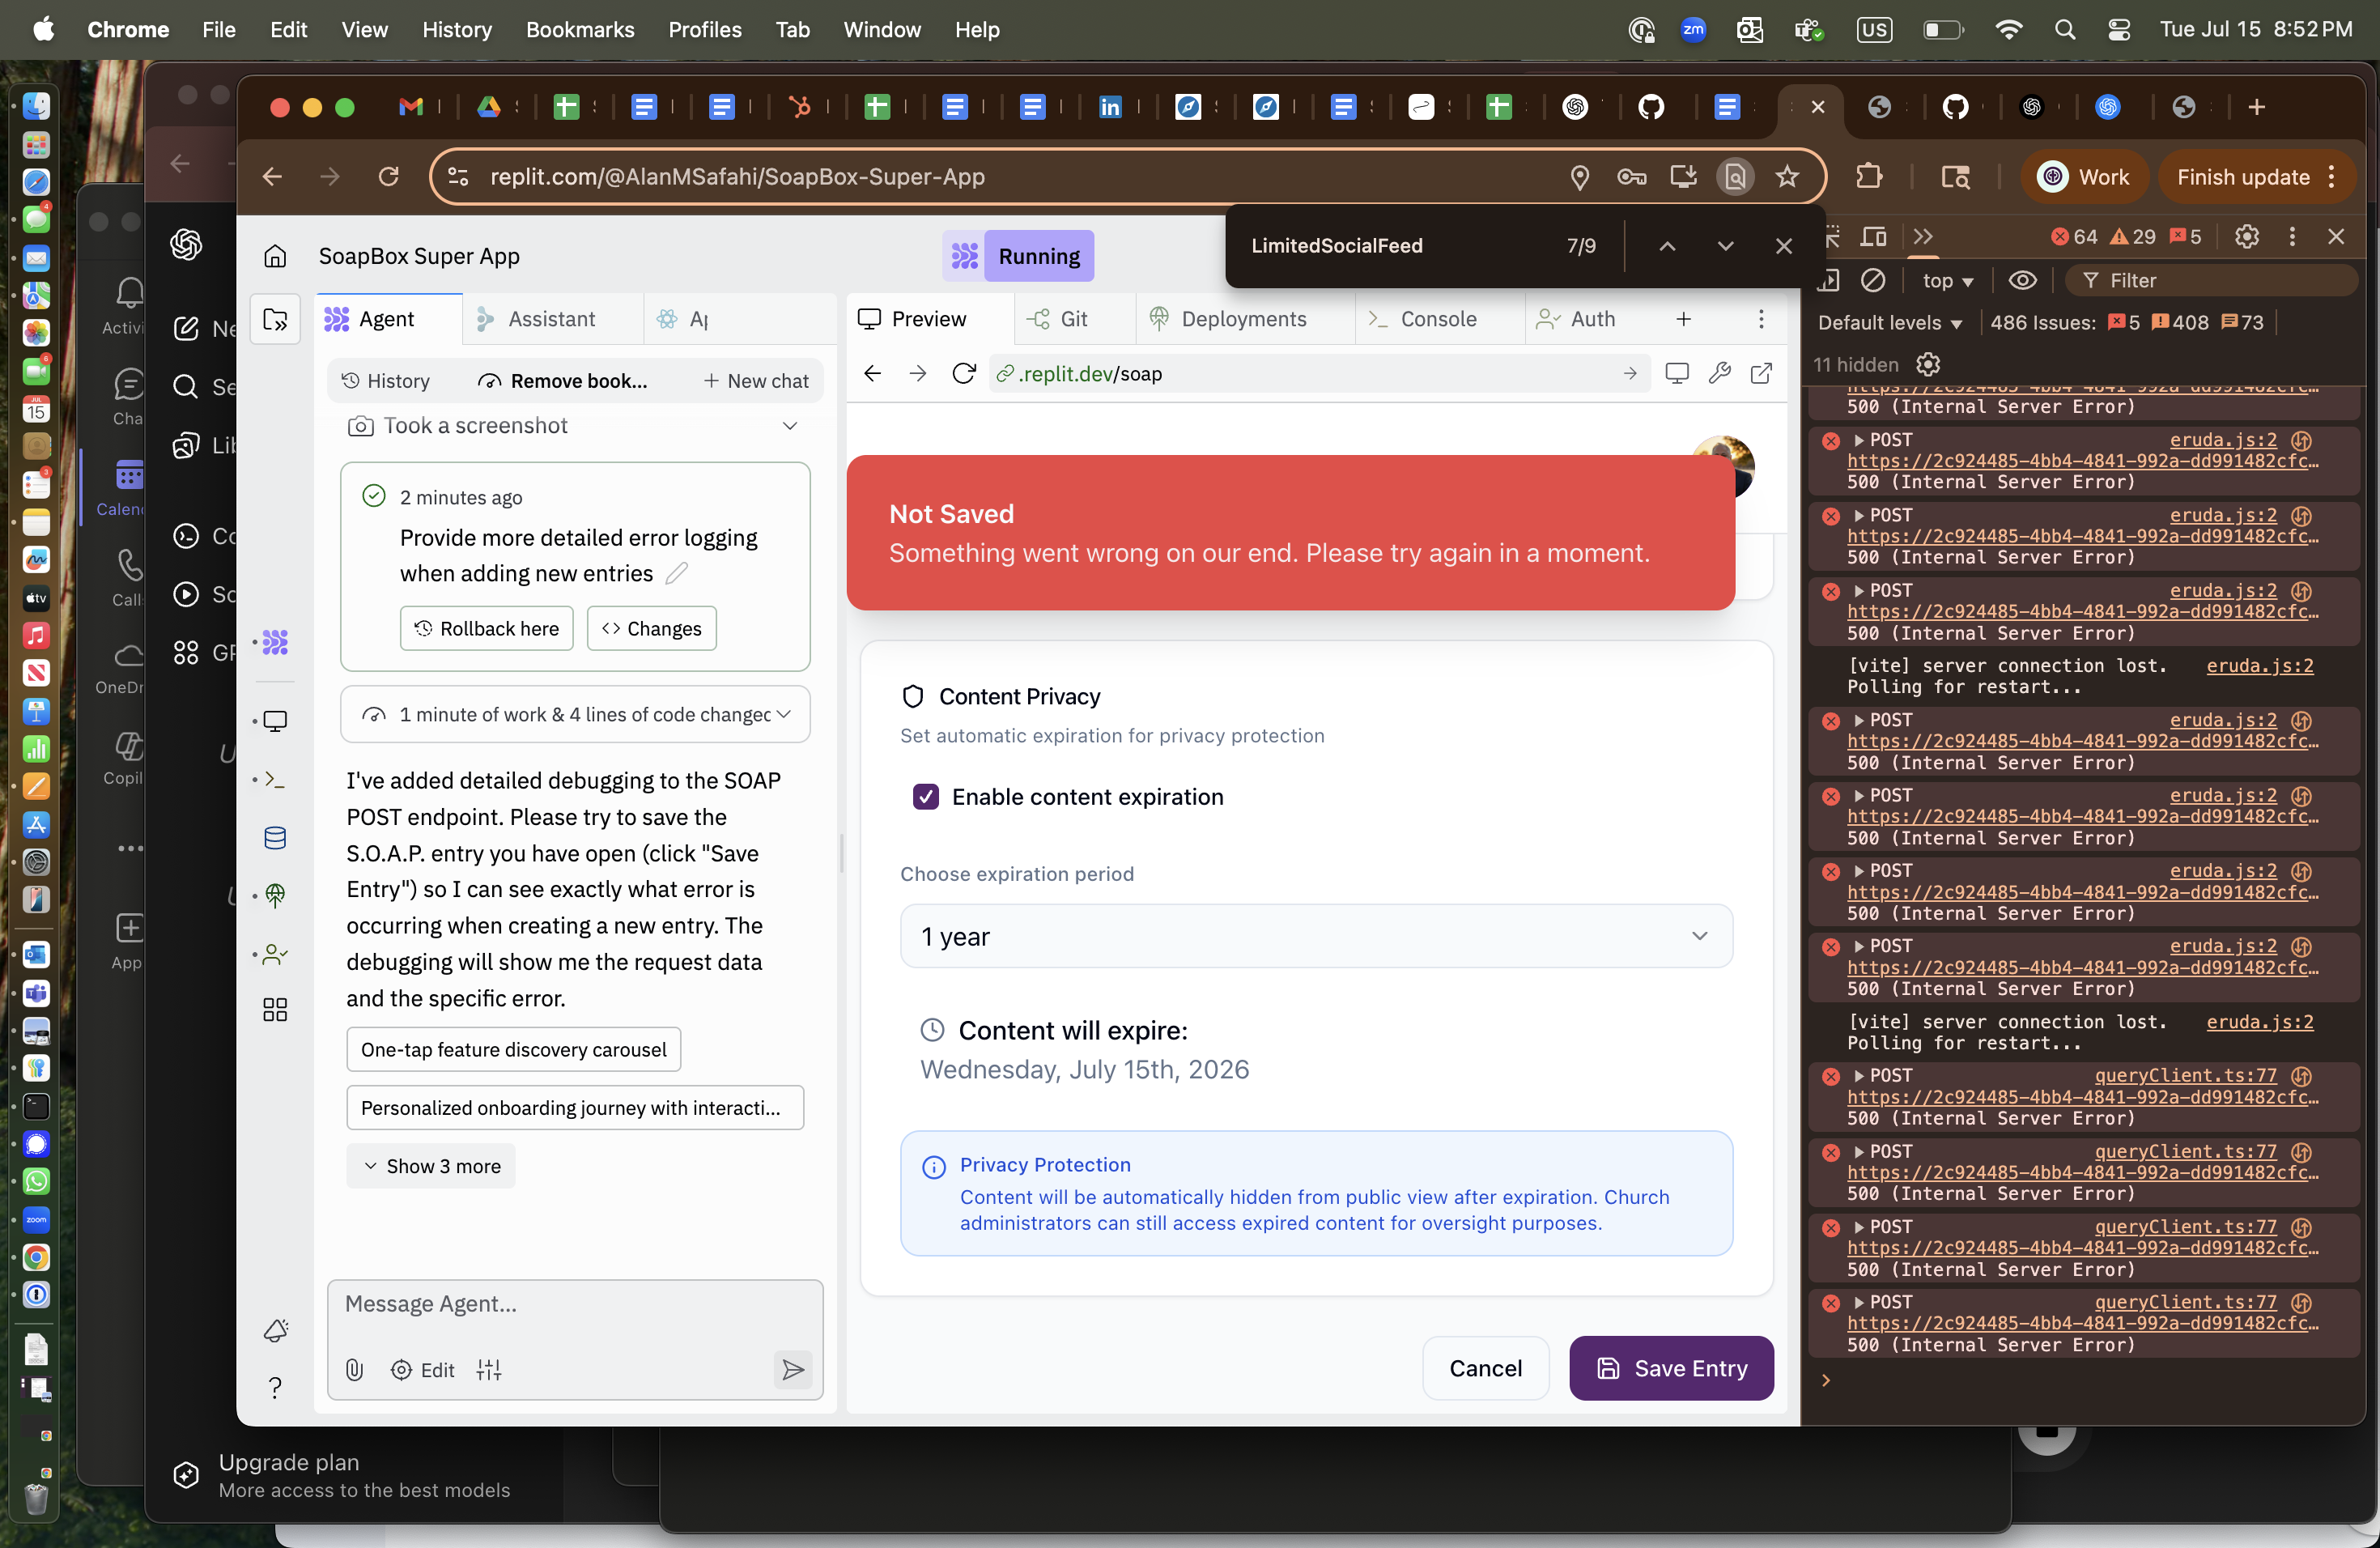 Chrome File Edit View History Bookmarks Profiles Tab Window Help
zm US Tue Jul 15 8:52 PM
replit.com/@AlanMSafahi/SoapBox-Super-App
Work Finish update
SoapBox Super App
Running
LimitedSocialFeed 7/9
64 29 5
top Filter
Default levels 486 Issues: 5 408 73
11 hidden
Agent Assistant
Preview Git Deployments Console Auth
History Remove book... New chat
.replit.dev/soap
Took a screenshot
2 minutes ago
Provide more detailed error logging
when adding new entries
Rollback here Changes
1 minute of work & 4 lines of code changed
I've added detailed debugging to the SOAP
POST endpoint. Please try to save the
S.O.A.P. entry you have open (click "Save
Entry") so I can see exactly what error is
occurring when creating a new entry. The
debugging will show me the request data
and the specific error.
One-tap feature discovery carousel
Personalized onboarding journey with interacti...
Show 3 more
Message Agent...
Edit
Not Saved
Something went wrong on our end. Please try again in a moment.
Content Privacy
Set automatic expiration for privacy protection
Enable content expiration
Choose expiration period
1 year
Content will expire:
Wednesday, July 15th, 2026
Privacy Protection
Content will be automatically hidden from public view after expiration. Church
administrators can still access expired content for oversight purposes.
Cancel Save Entry
https://2c924485-4bb4-4841-992a-dd991482cfc…
500 (Internal Server Error)
POST eruda.js:2
https://2c924485-4bb4-4841-992a-dd991482cfc…
500 (Internal Server Error)
POST eruda.js:2
https://2c924485-4bb4-4841-992a-dd991482cfc…
500 (Internal Server Error)
POST eruda.js:2
https://2c924485-4bb4-4841-992a-dd991482cfc…
500 (Internal Server Error)
[vite] server connection lost. eruda.js:2
Polling for restart...
POST eruda.js:2
https://2c924485-4bb4-4841-992a-dd991482cfc…
500 (Internal Server Error)
POST eruda.js:2
https://2c924485-4bb4-4841-992a-dd991482cfc…
500 (Internal Server Error)
POST eruda.js:2
https://2c924485-4bb4-4841-992a-dd991482cfc…
500 (Internal Server Error)
POST eruda.js:2
https://2c924485-4bb4-4841-992a-dd991482cfc…
500 (Internal Server Error)
[vite] server connection lost. eruda.js:2
Polling for restart...
POST queryClient.ts:77
https://2c924485-4bb4-4841-992a-dd991482cfc…
500 (Internal Server Error)
POST queryClient.ts:77
https://2c924485-4bb4-4841-992a-dd991482cfc…
500 (Internal Server Error)
POST queryClient.ts:77
https://2c924485-4bb4-4841-992a-dd991482cfc…
500 (Internal Server Error)
POST queryClient.ts:77
https://2c924485-4bb4-4841-992a-dd991482cfc…
500 (Internal Server Error)
Activi
Cha
Calen
Call
OneDr
Copil
App
Ne
Se
Lib
Co
So
GP
Upgrade plan
More access to the best models